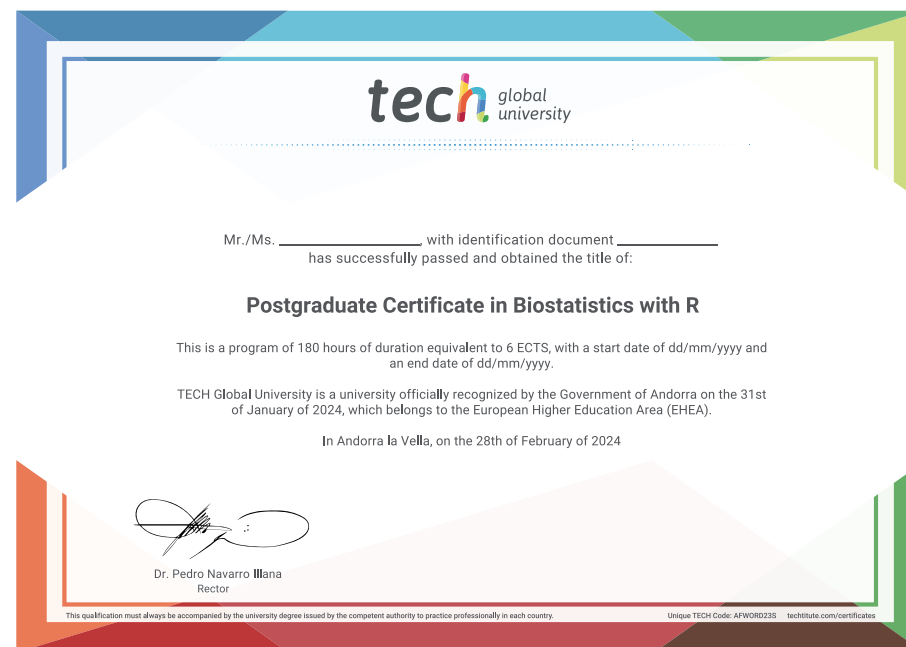 tech global
university
Mr./Ms. ____________, with identification document ____________
has successfully passed and obtained the title of:
Postgraduate Certificate in Biostatistics with R
This is a program of 180 hours of duration equivalent to 6 ECTS, with a start date of dd/mm/yyyy and
an end date of dd/mm/yyyy.
TECH Global University is a university officially recognized by the Government of Andorra on the 31st
of January of 2024, which belongs to the European Higher Education Area (EHEA).
In Andorra la Vella, on the 28th of February of 2024
Dr. Pedro Navarro Illana
Rector
This qualification must always be accompanied by the university degree issued by the competent authority to practice professionally in each country.
Unique TECH Code: AFWORD23S techtitute.com/certificates